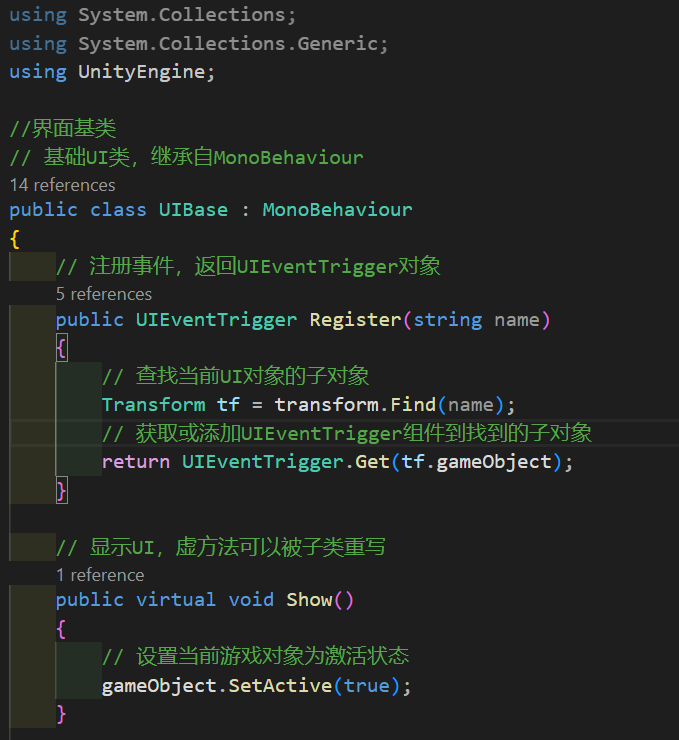 using System.Collections;
using System.Collections.Generic;
using UnityEngine;
//界面基类
// 基础UI类，继承自MonoBehaviour
14 references
public class UIBase : MonoBehaviour
{
// 注册事件，返回UIEventTrigger对象
5 references
public UIEventTrigger Register(string name)
{
// 查找当前UI对象的子对象
Transform tf = transform.Find(name);
// 获取或添加UIEventTrigger组件到找到的子对象
return UIEventTrigger.Get(tf.gameObject);
}
// 显示UI，虚方法可以被子类重写
1 reference
public virtual void Show()
{
// 设置当前游戏对象为激活状态
gameObject.SetActive(true);
}